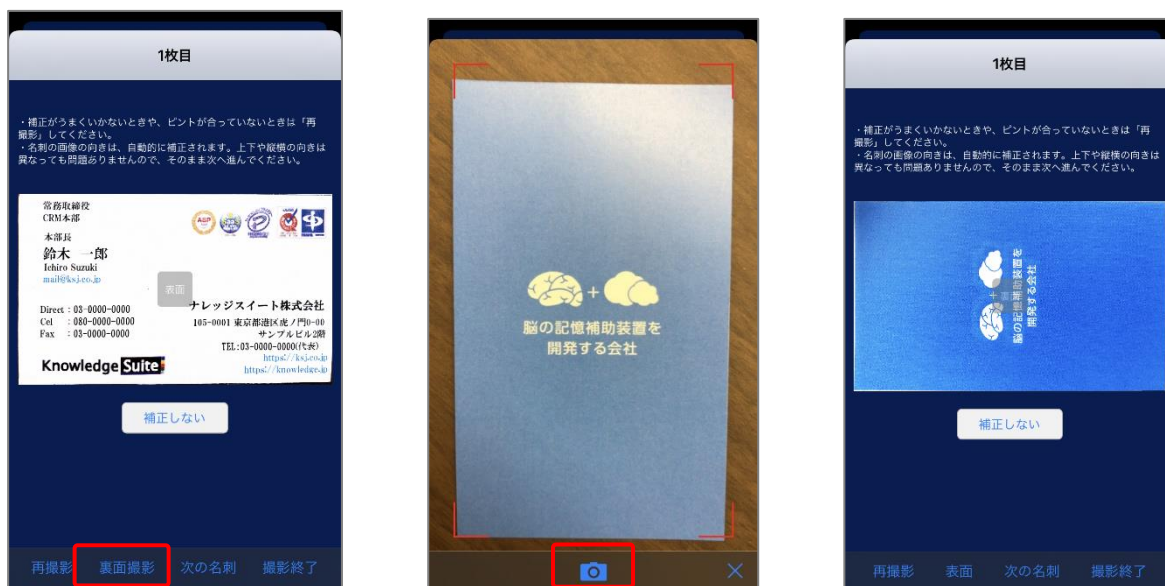 1枚目
・補正がうまくいかないときや、ピントが合っていないときは「再
撮影」してください。
・名刺の画像の向きは、自動的に補正されます。上下や縦横の向きは
異なっても問題ありませんので、そのまま次へ進んでください。
常務取締役
CRM本部
本部長
鈴木 一郎
Ichiro Suzuki
mail@ksj.co.jp
表面
Direct : 03-0000-0000
Cel : 080-0000-0000
Fax : 03-0000-0000
ナレッジスイート株式会社
105-0001 東京都港区虎ノ門0-00
サンプルビル2階
TEL:03-0000-0000(代表)
https://ksj.co.jp
https://knowledge.jp
Knowledge Suite
補正しない
再撮影 裏面撮影 次の名刺 撮影終了
+
脳の記憶補助装置を
開発する会社
1枚目
・補正がうまくいかないときや、ピントが合っていないときは「再
撮影」してください。
・名刺の画像の向きは、自動的に補正されます。上下や縦横の向きは
異なっても問題ありませんので、そのまま次へ進んでください。
+
脳の記憶補助装置を
開発する会社
補正しない
再撮影 表面 次の名刺 撮影終了